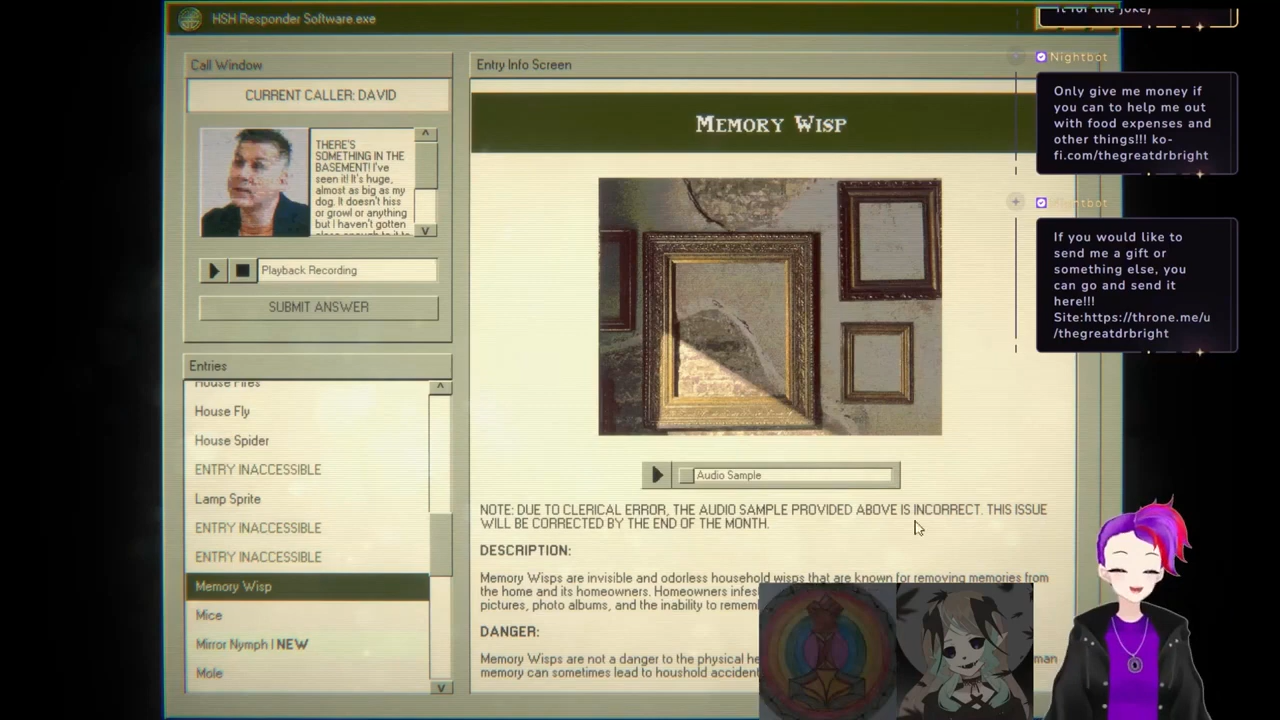 HSH Responder Software.exe
it for the joke)
Call Window
CURRENT CALLER: DAVID
THERE'S
SOMETHING IN THE
BASEMENT! I've
seen it! It's huge,
almost as big as my
dog. It doesn't hiss
or growl or anything
but I haven't gotten
Playback Recording
SUBMIT ANSWER
Entries
House Fires
House Fly
House Spider
ENTRY INACCESSIBLE
Lamp Sprite
ENTRY INACCESSIBLE
ENTRY INACCESSIBLE
Memory Wisp
Mice
Mirror Nymph | NEW
Mole
Entry Info Screen
MEMORY WISP
Audio Sample
NOTE: DUE TO CLERICAL ERROR, THE AUDIO SAMPLE PROVIDED ABOVE IS INCORRECT. THIS ISSUE
WILL BE CORRECTED BY THE END OF THE MONTH.
DESCRIPTION:
Memory Wisps are invisible and odorless household wisps that are known for removing memories from
the home and its homeowners. Homeowners
pictures, photo albums, and the inability to
DANGER:
Memory Wisps are not a danger to the physical
memory can sometimes lead to houshold
Nightbot
Only give me money if
you can to help me out
with food expenses and
other things!!! ko-
fi.com/thegreatdrbright
Nightbot
If you would like to
send me a gift or
something else, you
can go and send it
here!!!
Site:https://throne.me/u
/thegreatdrbright